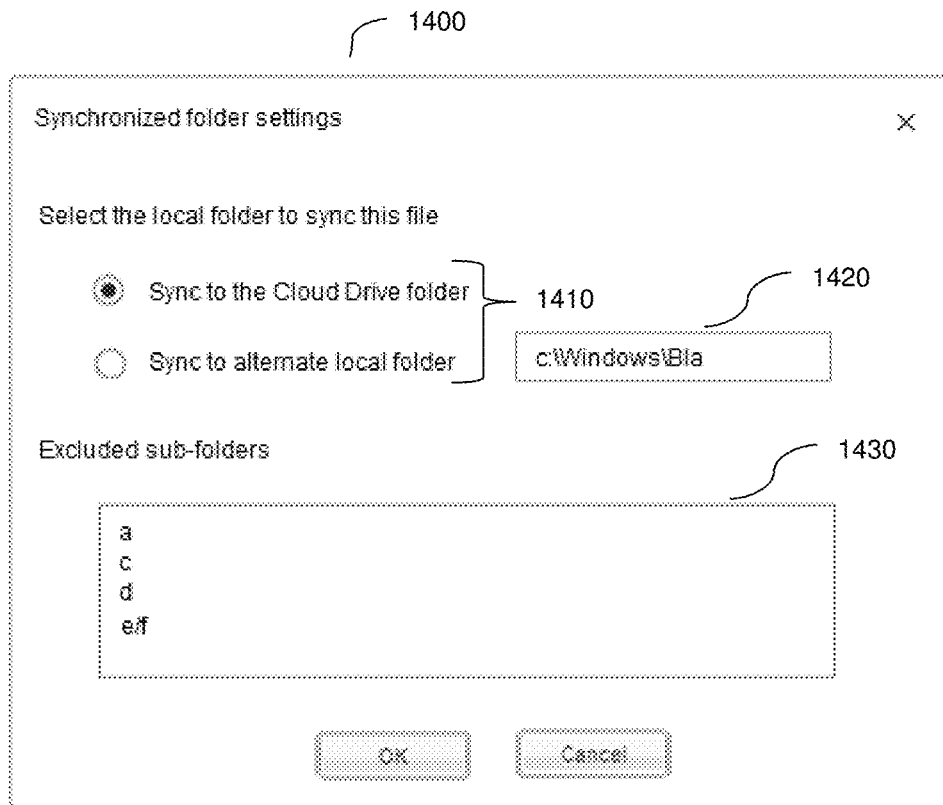 1400
Synchronized folder settings
Select the local folder to sync this file
Sync to the Cloud Drive folder
1410
1420
Sync to alternate local folder
c:\Windows\Bla
Excluded sub-folders
1430
a
c
d
e/f
OK
Cancel